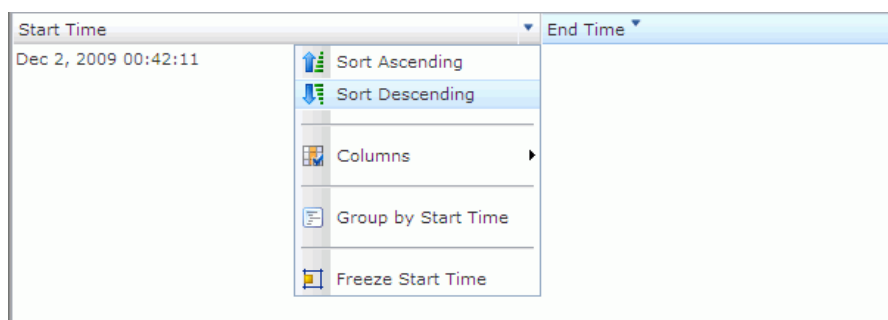 Start Time
End Time
Dec 2, 2009 00:42:11
Sort Ascending
Sort Descending
Columns
Group by Start Time
Freeze Start Time